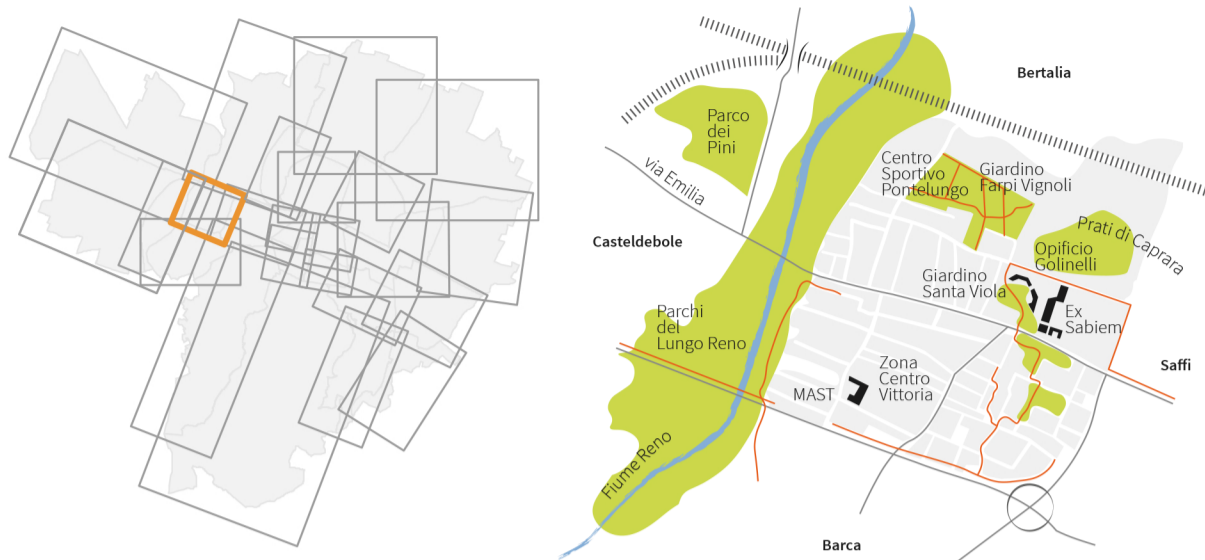 Bertalia
Parco
dei
Pini
via Emilia
Centro
Sportivo
Pontelungo
Giardino
Farpi Vignoli
Prati di Caprara
Casteldebole
Opificio
Golinelli
Giardino
Santa Viola
Ex
Sabiem
Parchi
del
Lungo Reno
Saffi
Zona
Centro
Vittoria
MAST
Fiume Reno
Barca